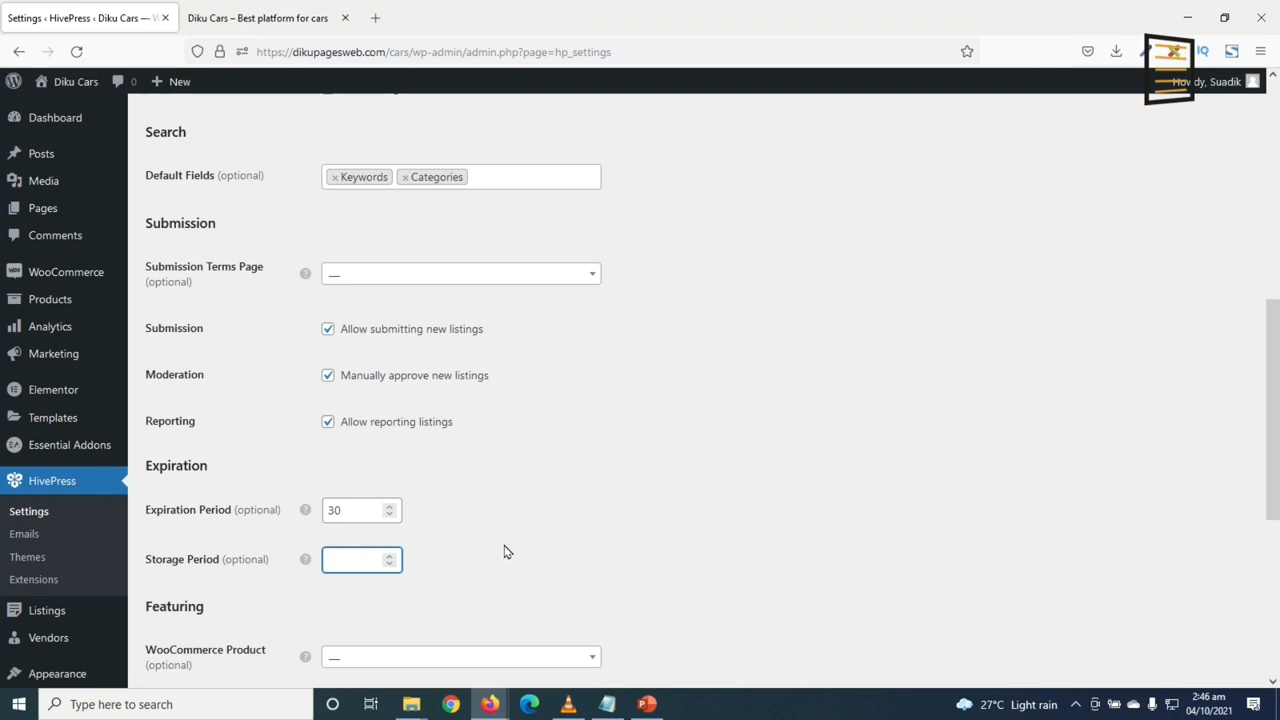 Settings ‹ HivePress ‹ Diku Cars — W
Diku Cars – Best platform for cars
https://dikupagesweb.com/cars/wp-admin/admin.php?page=hp_settings
IQ
Diku Cars
0
New
Howdy, Suadik
Dashboard
Posts
Media
Pages
Comments
WooCommerce
Products
Analytics
Marketing
Elementor
Templates
Essential Addons
HivePress
Settings
Emails
Themes
Extensions
Listings
Vendors
Appearance
Search
Default Fields (optional)
× Keywords × Categories
Submission
Submission Terms Page (optional)
—
Submission
Allow submitting new listings
Moderation
Manually approve new listings
Reporting
Allow reporting listings
Expiration
Expiration Period (optional)
30
Storage Period (optional)
Featuring
WooCommerce Product (optional)
—
Type here to search
27°C Light rain
2:46 am
04/10/2021